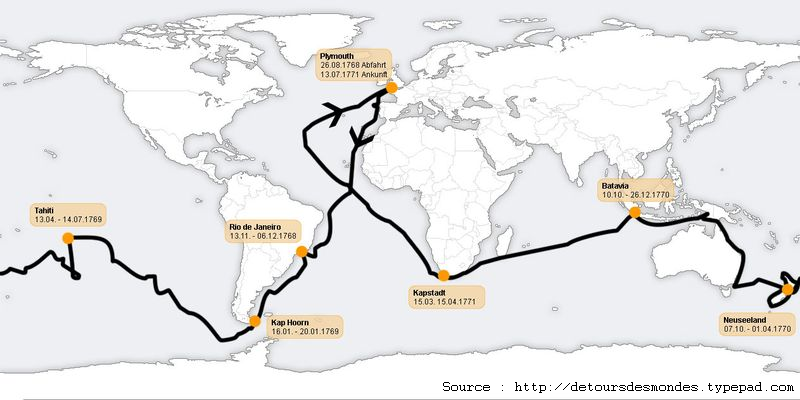 Plymouth
26.08.1768 Abfahrt
13.07.1771 Ankunft
Batavia
10.10. - 26.12.1770
Tahiti
13.04. - 14.07.1769
Rio de Janeiro
13.11. - 06.12.1768
Kapstadt
15.03. 15.04.1771
Kap Hoorn
16.01. - 20.01.1769
Neuseeland
07.10. - 01.04.1770
Source : http://detoursdesmondes.typepad.com